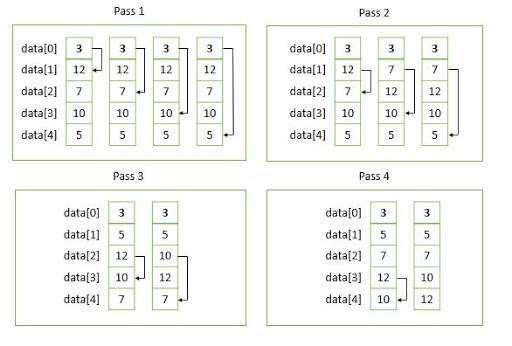 Pass 1
data[0] 3 3 3 3
data[1] 12 12 12 12
data[2] 7 7 7 7
data[3] 10 10 10 10
data[4] 5 5 5 5
Pass 2
data[0] 3 3 3
data[1] 12 7 7
data[2] 7 12 12
data[3] 10 10 10
data[4] 5 5 5
Pass 3
data[0] 3 3
data[1] 5 5
data[2] 12 10
data[3] 10 12
data[4] 7 7
Pass 4
data[0] 3 3
data[1] 5 5
data[2] 7 7
data[3] 12 10
data[4] 10 12